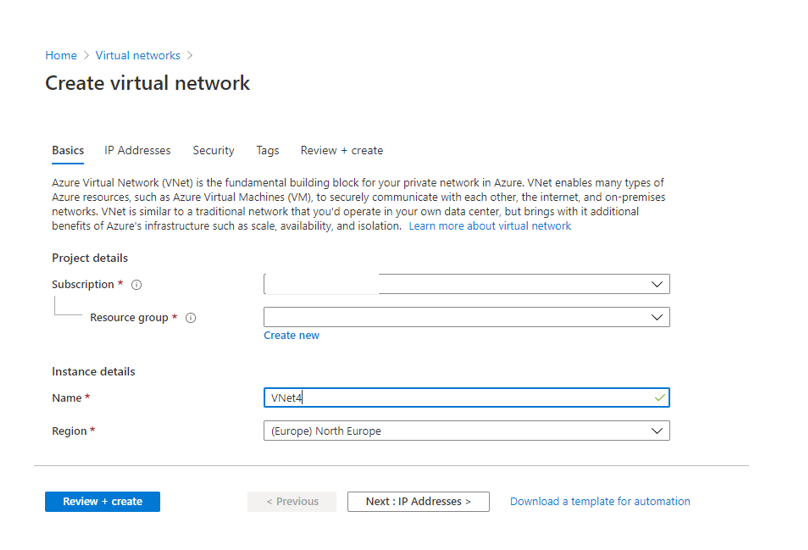 Home > Virtual networks >
Create virtual network
Basics IP Addresses Security Tags Review + create
Azure Virtual Network (VNet) is the fundamental building block for your private network in Azure. VNet enables many types of
Azure resources, such as Azure Virtual Machines (VM), to securely communicate with each other, the internet, and on-premises
networks. VNet is similar to a traditional network that you'd operate in your own data center, but brings with it additional
benefits of Azure's infrastructure such as scale, availability, and isolation. Learn more about virtual network
Project details
Subscription *
Resource group *
Create new
Instance details
Name * VNet4
Region * (Europe) North Europe
Review + create < Previous Next : IP Addresses > Download a template for automation